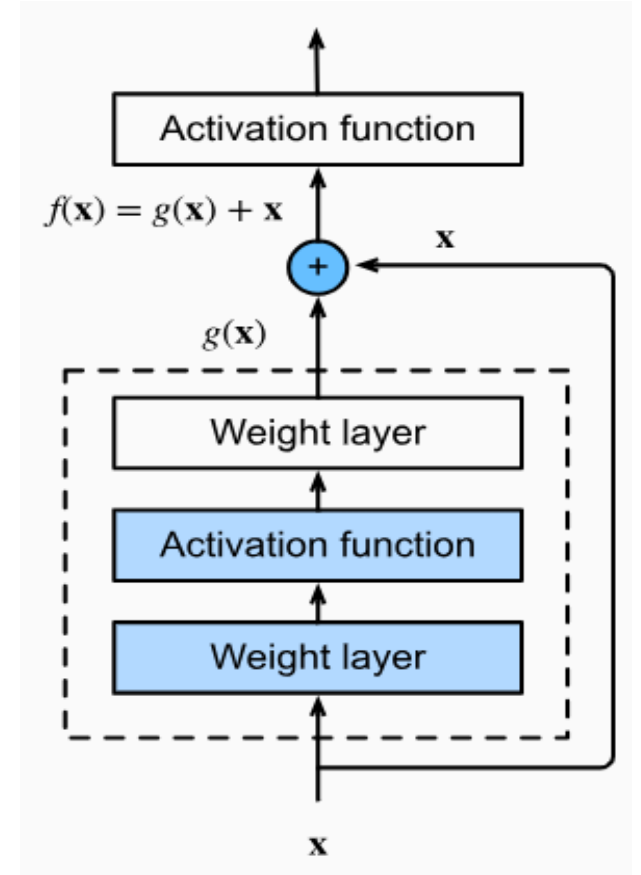 Activation function
f(x) = g(x) + x
x
+
g(x)
Weight layer
Activation function
Weight layer
x